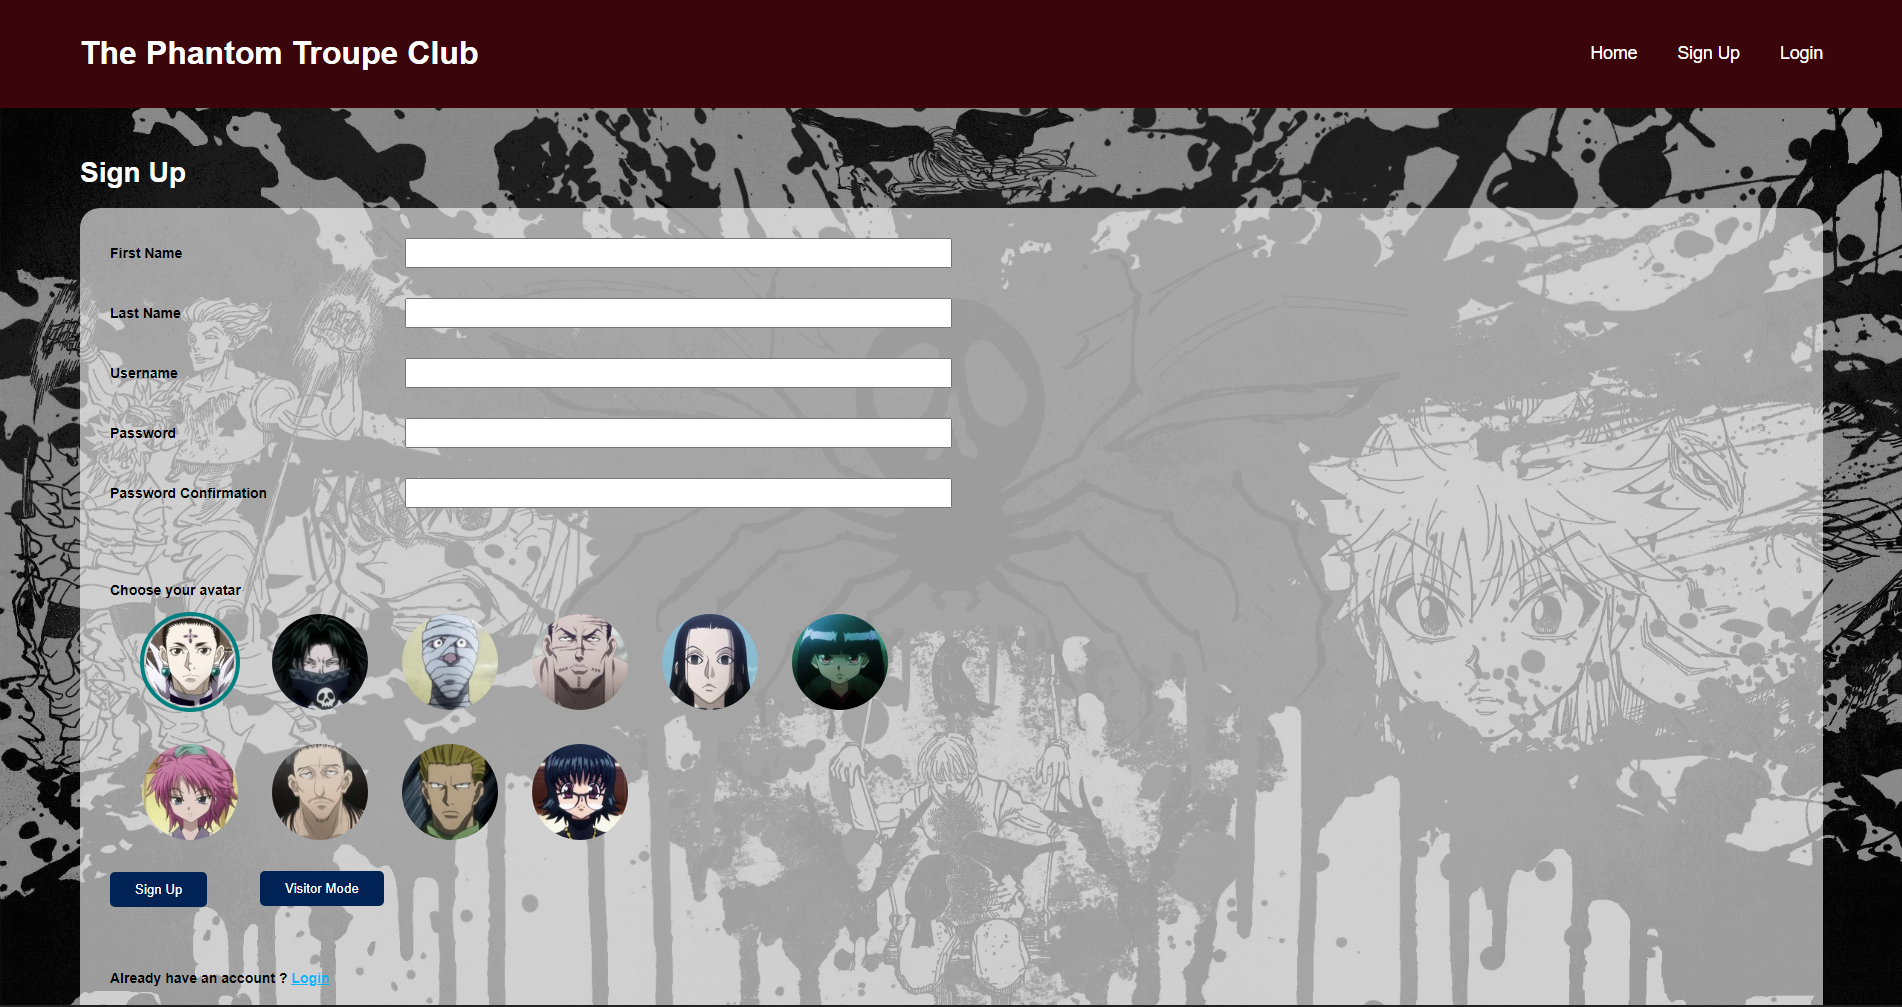 The Phantom Troupe Club
Home Sign Up Login
Sign Up
First Name
Last Name
Username
Password
Password Confirmation
Choose your avatar
Sign Up Visitor Mode
Already have an account ? Login